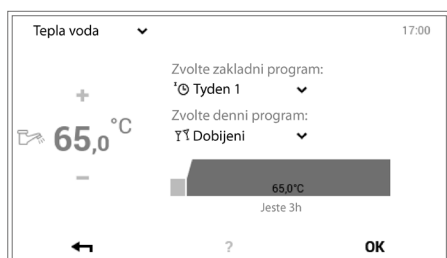 Tepla voda
17:00
Zvolte zakladni program:
Tyden 1
Zvolte denni program:
Dobijeni
+
65,0 °C
−
65,0°C
Jeste 3h
?
OK